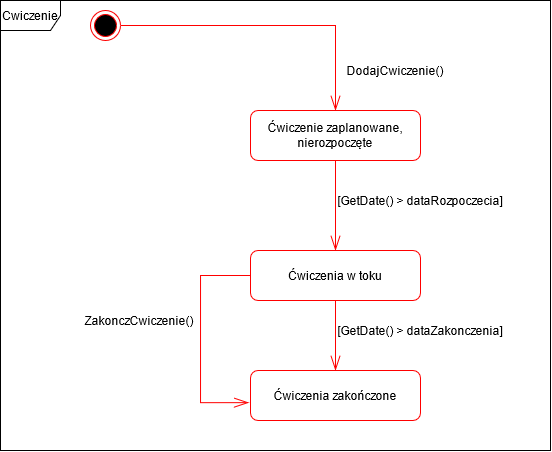 Cwiczenie
DodajCwiczenie()
Ćwiczenie zaplanowane,
nierozpoczęte
[GetDate() > dataRozpoczecia]
Ćwiczenia w toku
ZakonczCwiczenie()
[GetDate() > dataZakonczenia]
Ćwiczenia zakończone